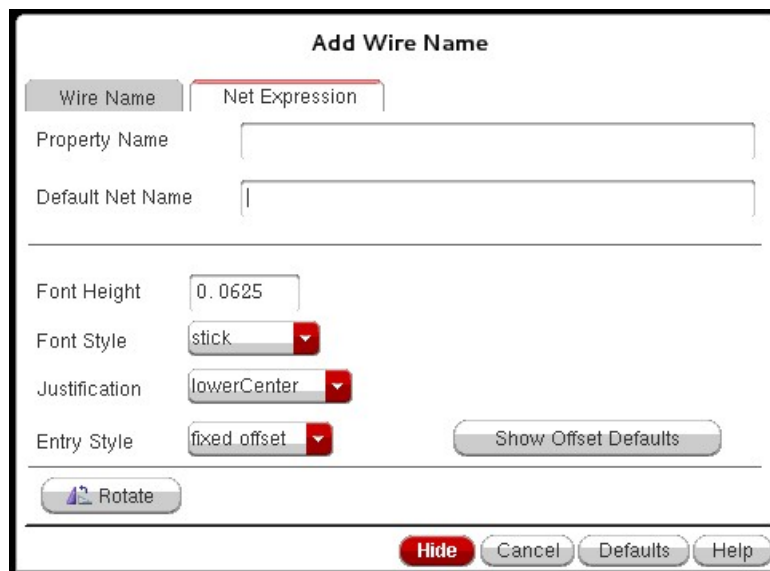 Add Wire Name
Wire Name Net Expression
Property Name
Default Net Name
Font Height 0.0625
Font Style stick
Justification lowerCenter
Entry Style fixed offset Show Offset Defaults
Rotate
Hide Cancel Defaults Help